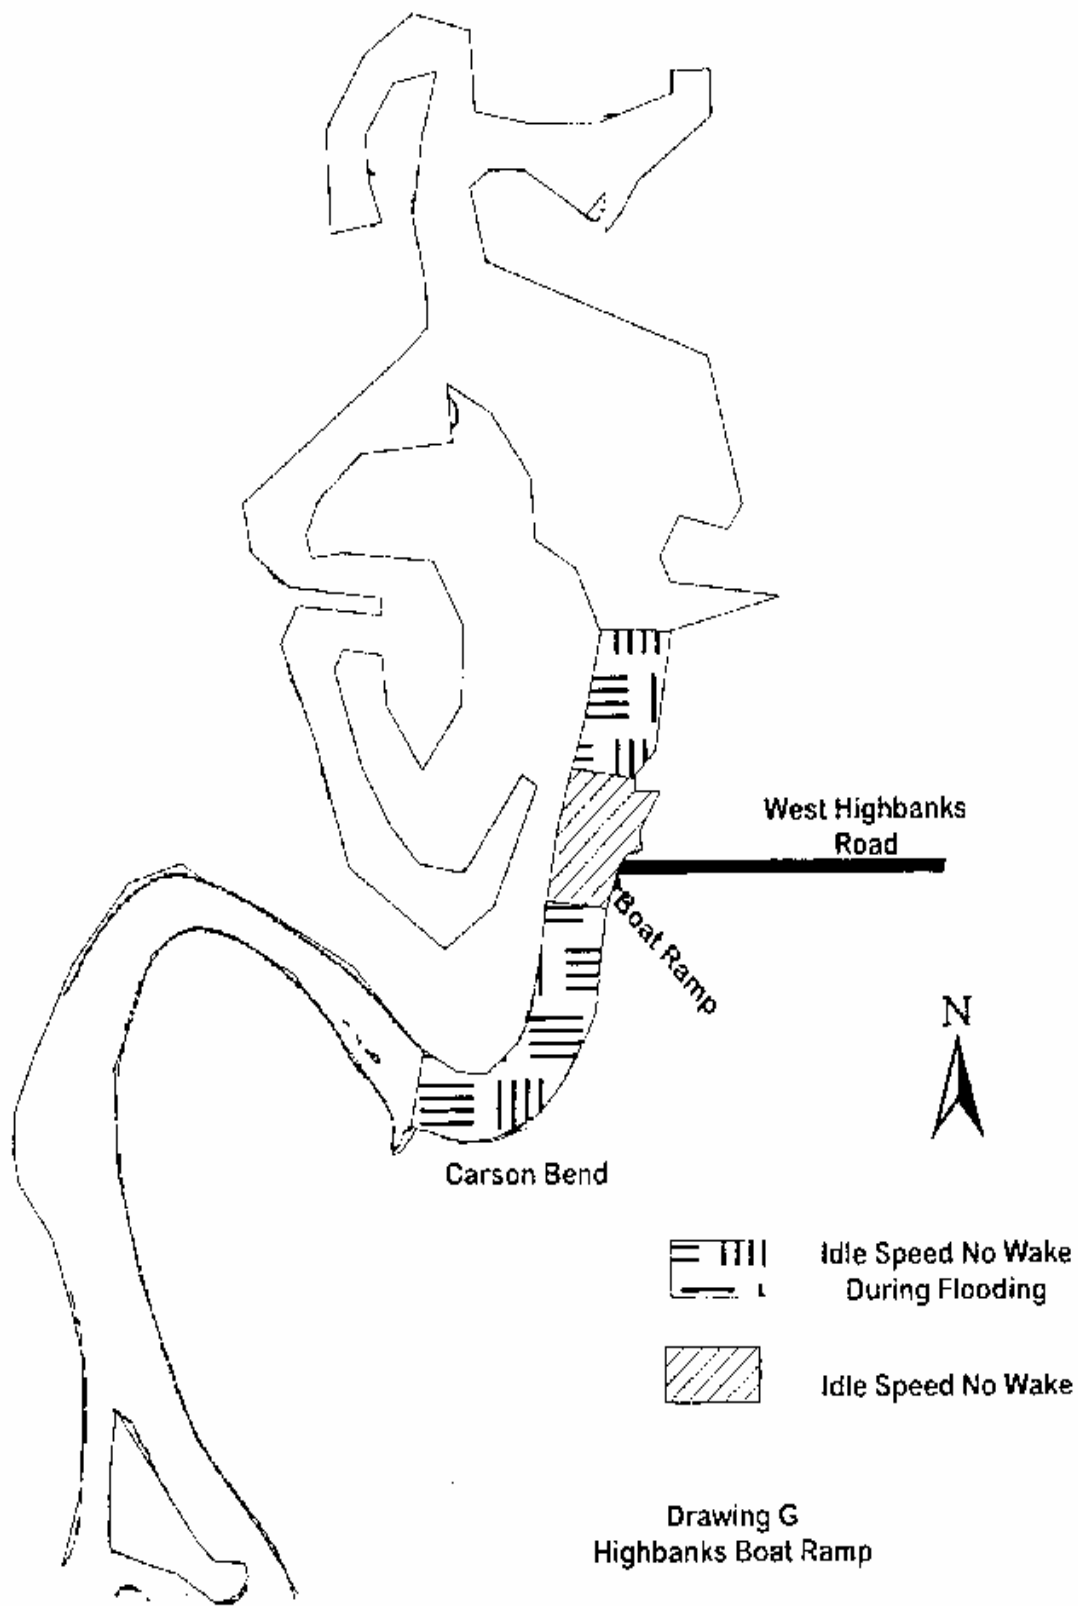 West Highbanks
Road
Boat Ramp
N
Carson Bend
Idle Speed No Wake
During Flooding
Idle Speed No Wake
Drawing G
Highbanks Boat Ramp